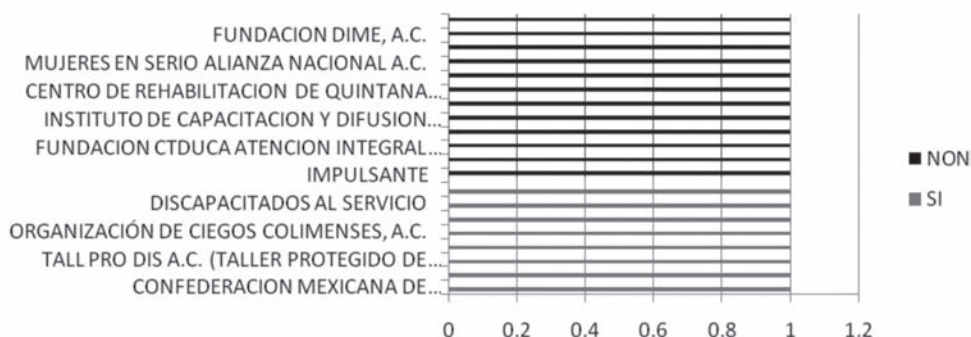 FUNDACION DIME, A.C.
MUJERES EN SERIO ALIANZA NACIONAL A.C.
CENTRO DE REHABILITACION DE QUINTANA...
INSTITUTO DE CAPACITACION Y DIFUSION...
FUNDACION CTDUCA ATENCION INTEGRAL...
IMPULSANTE
DISCAPACITADOS AL SERVICIO
ORGANIZACIÓN DE CIEGOS COLIMENSES, A.C.
TALL PRO DIS A.C. (TALLER PROTEGIDO DE...
CONFEDERACION MEXICANA DE...
0 0.2 0.4 0.6 0.8 1 1.2
NON
SI